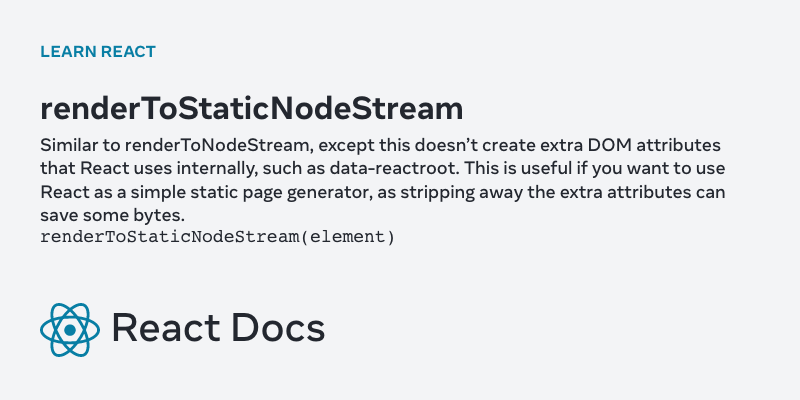 LEARN REACT
renderToStaticNodeStream
Similar to renderToNodeStream, except this doesn’t create extra DOM attributes
that React uses internally, such as data-reactroot. This is useful if you want to use
React as a simple static page generator, as stripping away the extra attributes can
save some bytes.
renderToStaticNodeStream(element)
React Docs